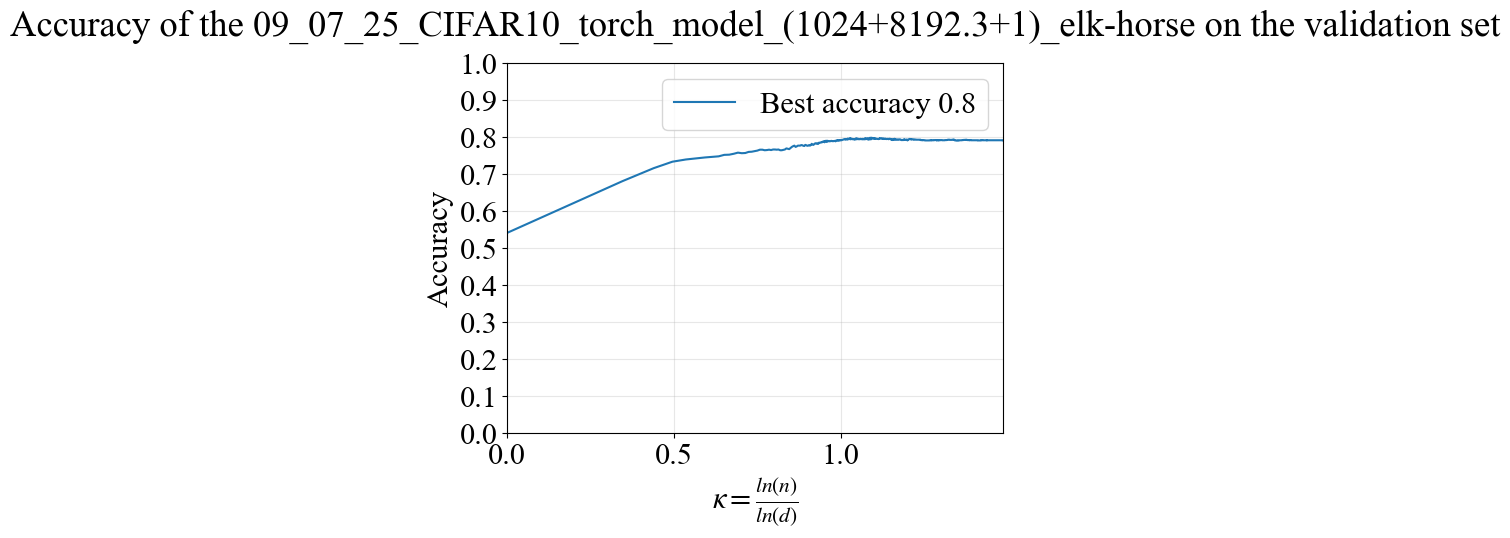 Accuracy of the 09_07_25_CIFAR10_torch_model_(1024+8192.3+1)_elk-horse on the validation set
1.0
0.9
0.8
0.7
0.6
0.5
0.4
0.3
0.2
0.1
0.0
Accuracy
Best accuracy 0.8
0.0 0.5 1.0
κ = ln(n) / ln(d)